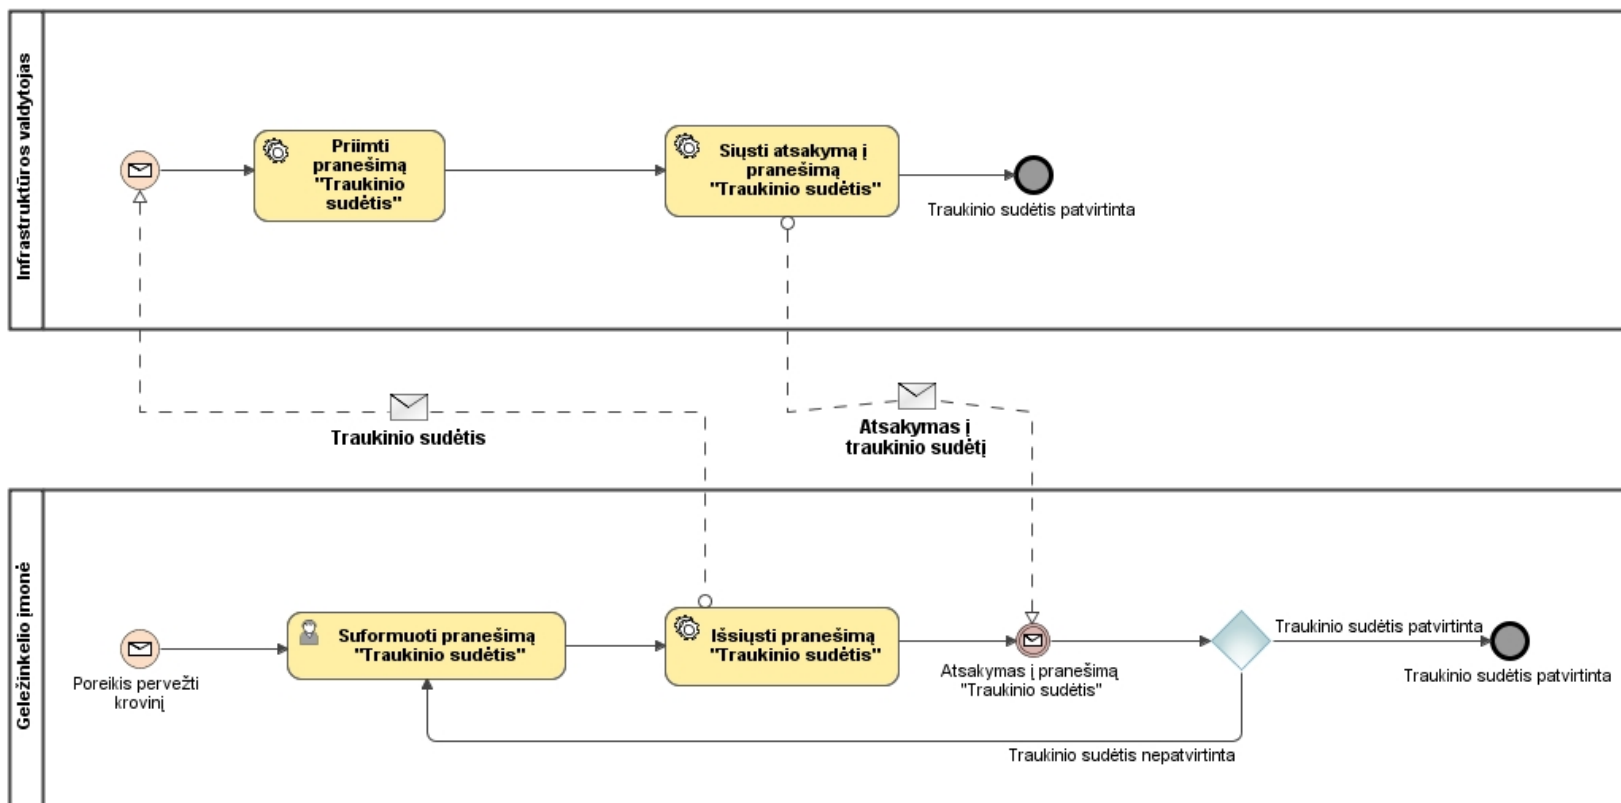 Infrastruktūros valdytojas
Priimti
pranešimą
"Traukinio
sudėtis"
Siųsti atsakymą į
pranešimą
"Traukinio sudėtis"
Traukinio sudėtis patvirtinta
Traukinio sudėtis
Atsakymas į
traukinio sudėtį
Geležinkelio įmonė
Poreikis pervežti
krovinį
Suformuoti pranešimą
"Traukinio sudėtis"
Išsiųsti pranešimą
"Traukinio sudėtis"
Atsakymas į pranešimą
"Traukinio sudėtis"
Traukinio sudėtis patvirtinta
Traukinio sudėtis patvirtinta
Traukinio sudėtis nepatvirtinta